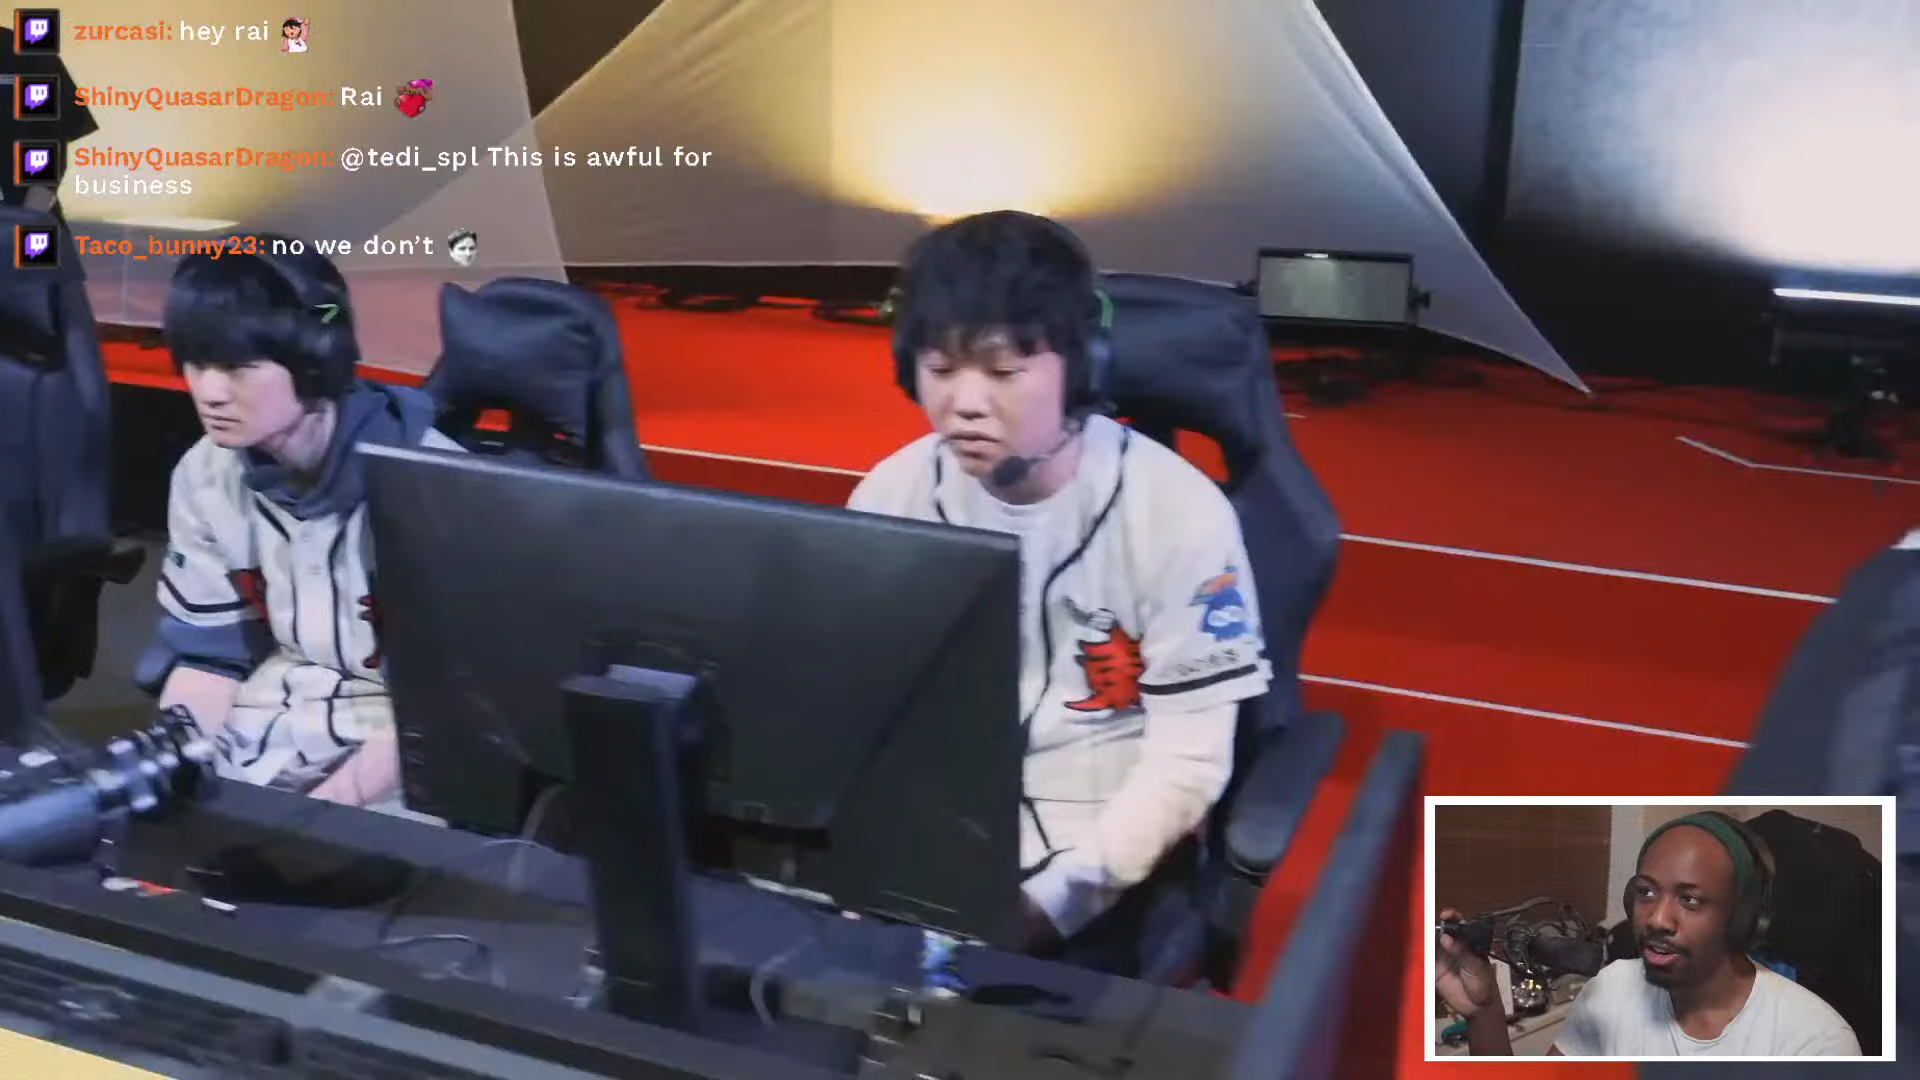 zurcasi: hey rai
ShinyQuasarDragon: Rai
ShinyQuasarDragon: @tedi_spl This is awful for
business
Taco_bunny23: no we don't